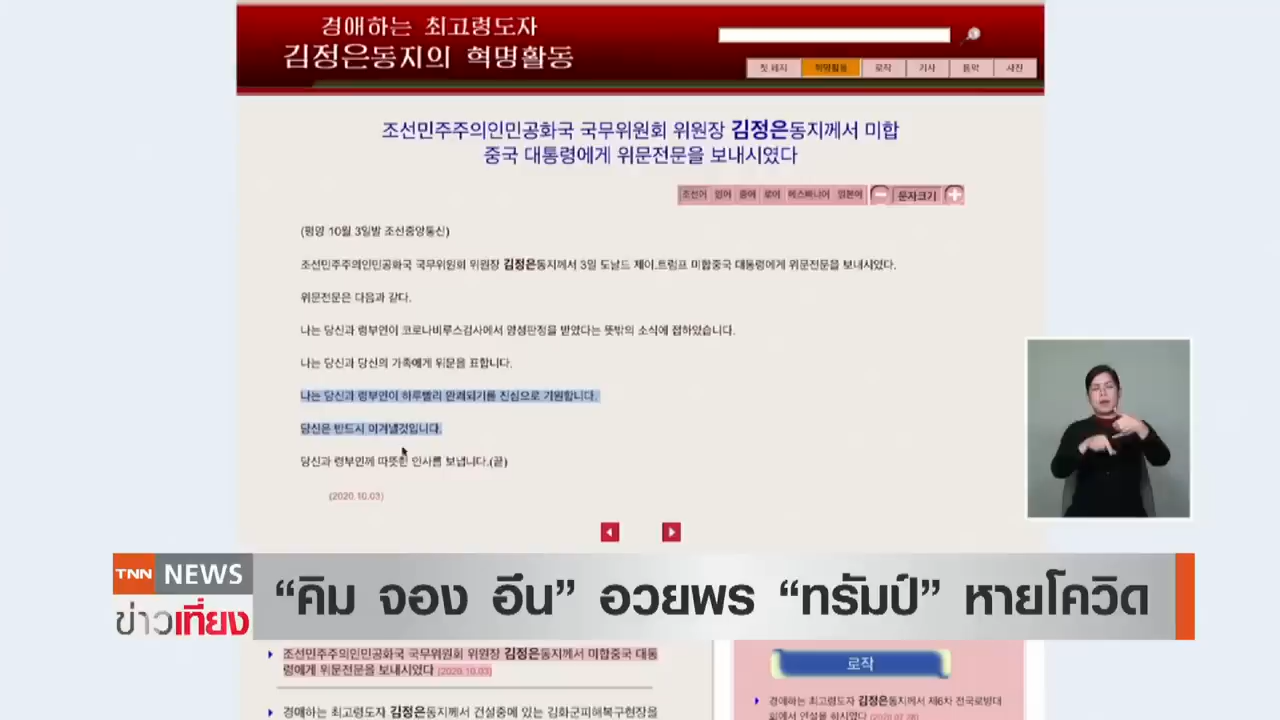 경애하는 최고령도자
김정은동지의 혁명활동
첫 페지 혁명활동 로작 기사 음악 사진
조선민주주의인민공화국 국무위원회 위원장 김정은동지께서 미합
중국 대통령에게 위문전문을 보내시였다
조선어 영어 중어 로어 에스빠냐어 일본어 문자크기
(평양 10월 3일발 조선중앙통신)
조선민주주의인민공화국 국무위원회 위원장 김정은동지께서 3일 도날드 제이.트럼프 미합중국 대통령에게 위문전문을 보내시였다.
위문전문은 다음과 같다.
나는 당신과 령부인이 코로나비루스검사에서 양성판정을 받았다는 뜻밖의 소식에 접하였습니다.
나는 당신과 당신의 가족에게 위문을 표합니다.
나는 당신과 령부인이 하루빨리 완쾌되기를 진심으로 기원합니다.
당신은 반드시 이겨낼것입니다.
당신과 령부인께 따뜻한 인사를 보냅니다.(끝)
(2020.10.03)
TNN NEWS
ข่าวเที่ยง
“คิม จอง อึน” อวยพร “ทรัมป์” หายโควิด
조선민주주의인민공화국 국무위원회 위원장 김정은동지께서 미합중국 대통
령에게 위문전문을 보내시였다 (2020.10.03)
경애하는 최고령도자 김정은동지께서 건설중에 있는 김화군피해복구현장을
로작
경애하는 최고령도자 김정은동지께서 제6차 전국로병대
회에서 연설을 하시였다